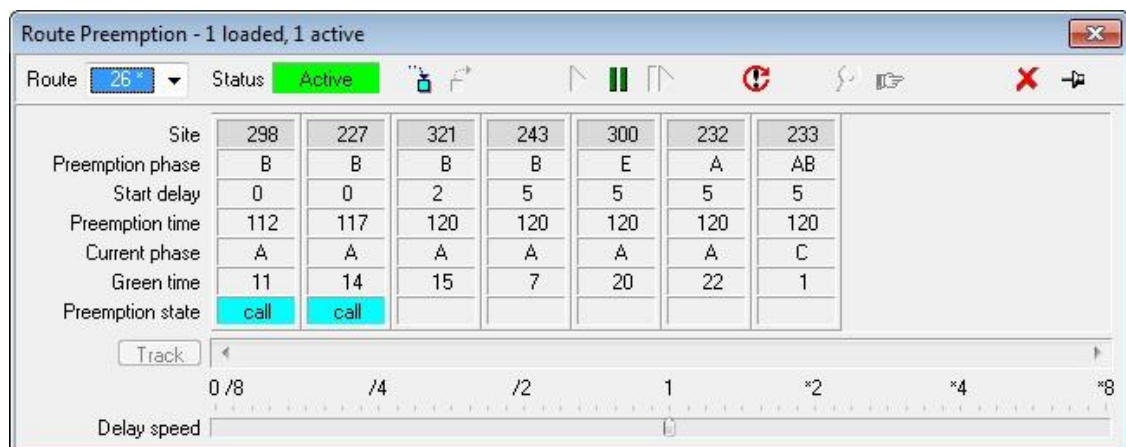 Route Preemption - 1 loaded, 1 active
Route 26 * Status Active
Site 298 227 321 243 300 232 233
Preemption phase B B B B E A AB
Start delay 0 0 2 5 5 5 5
Preemption time 112 117 120 120 120 120 120
Current phase A A A A A A C
Green time 11 14 15 7 20 22 1
Preemption state call call
Track
0 /8 /4 /2 1 *2 *4 *8
Delay speed